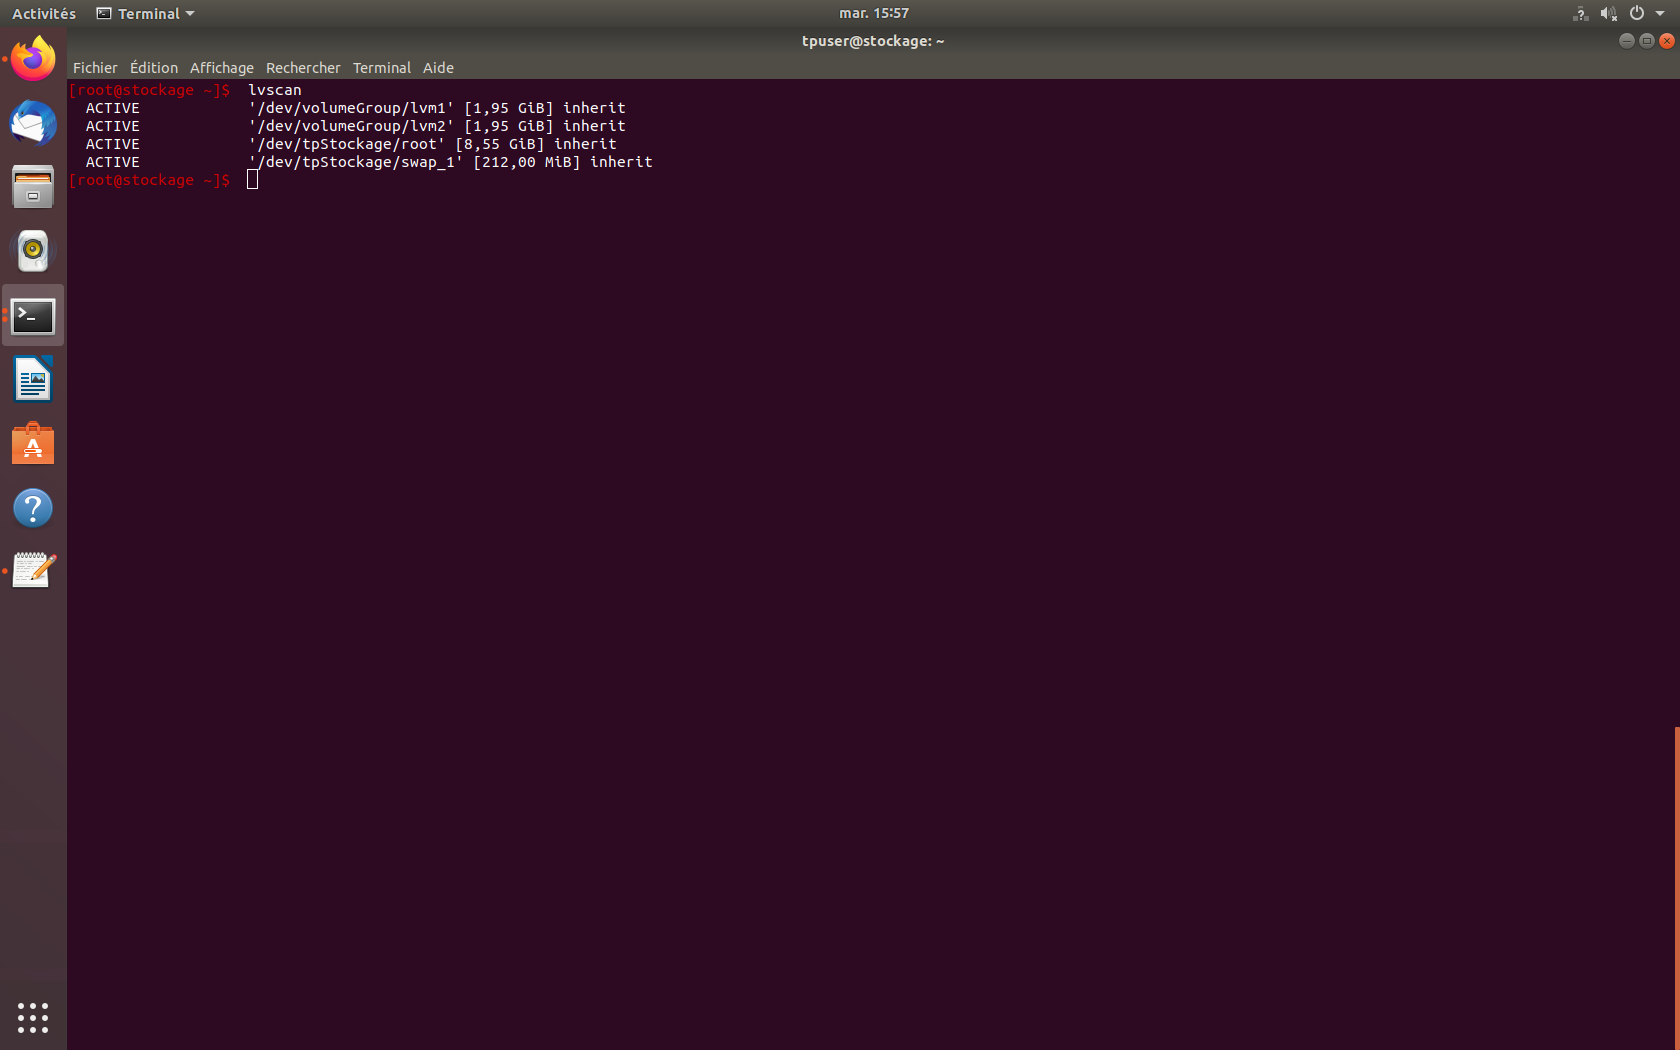 Activités Terminal mar. 15:57
tpuser@stockage: ~
Fichier Édition Affichage Rechercher Terminal Aide
[root@stockage ~]$ lvscan
ACTIVE '/dev/volumeGroup/lvm1' [1,95 GiB] inherit
ACTIVE '/dev/volumeGroup/lvm2' [1,95 GiB] inherit
ACTIVE '/dev/tpStockage/root' [8,55 GiB] inherit
ACTIVE '/dev/tpStockage/swap_1' [212,00 MiB] inherit
[root@stockage ~]$